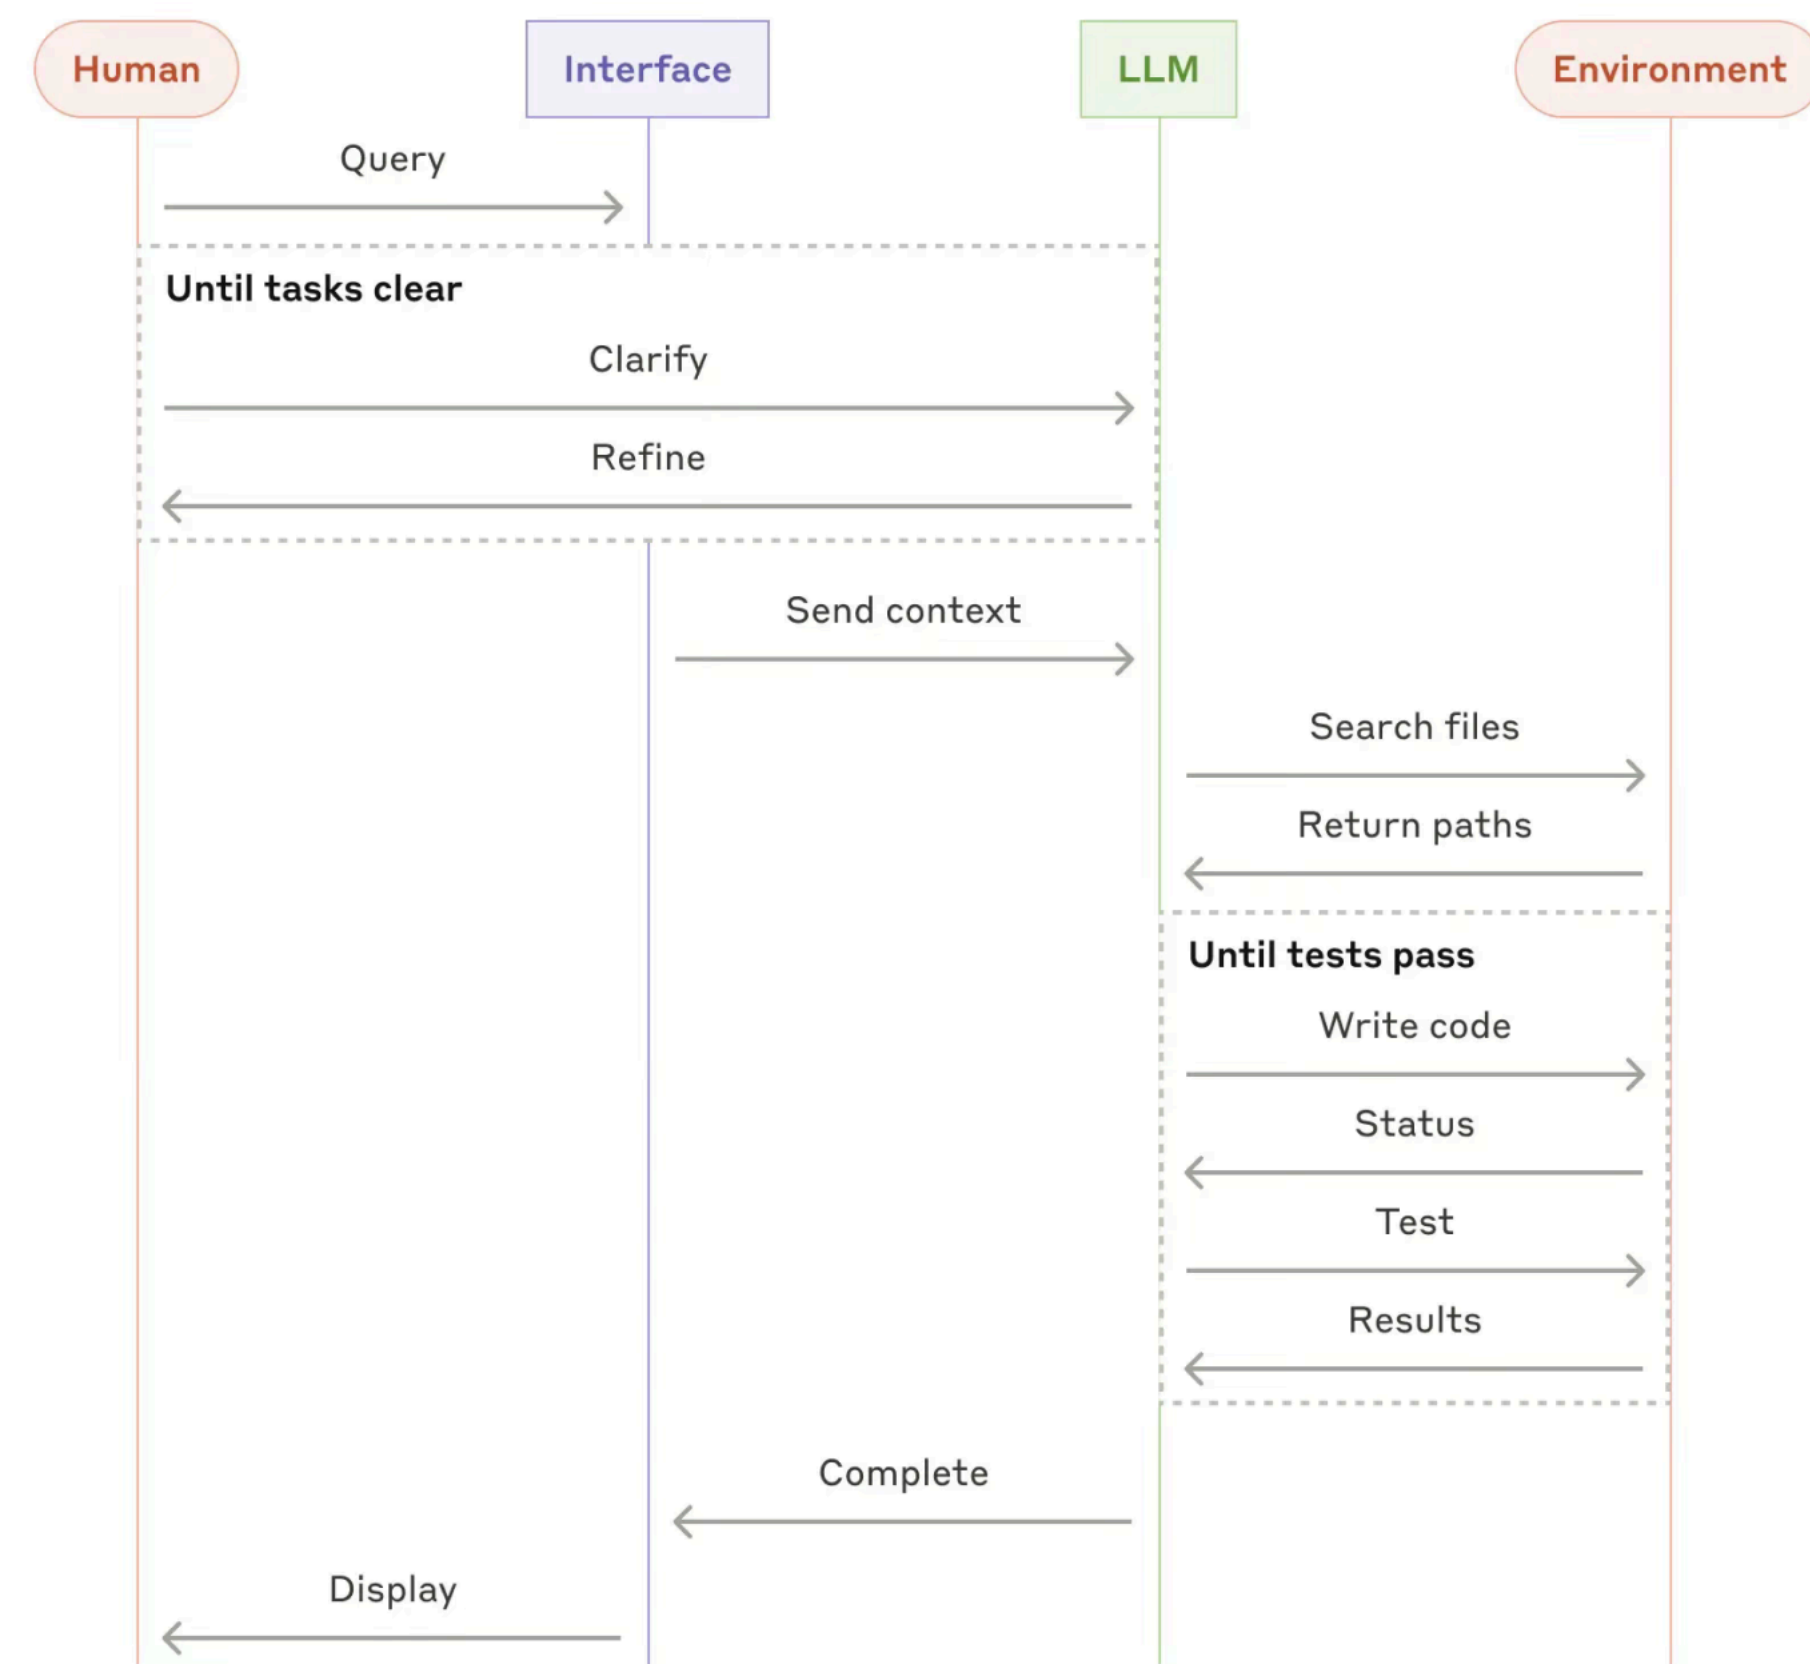 Human
Interface
LLM
Environment
Query
Until tasks clear
Clarify
Refine
Send context
Search files
Return paths
Until tests pass
Write code
Status
Test
Results
Complete
Display